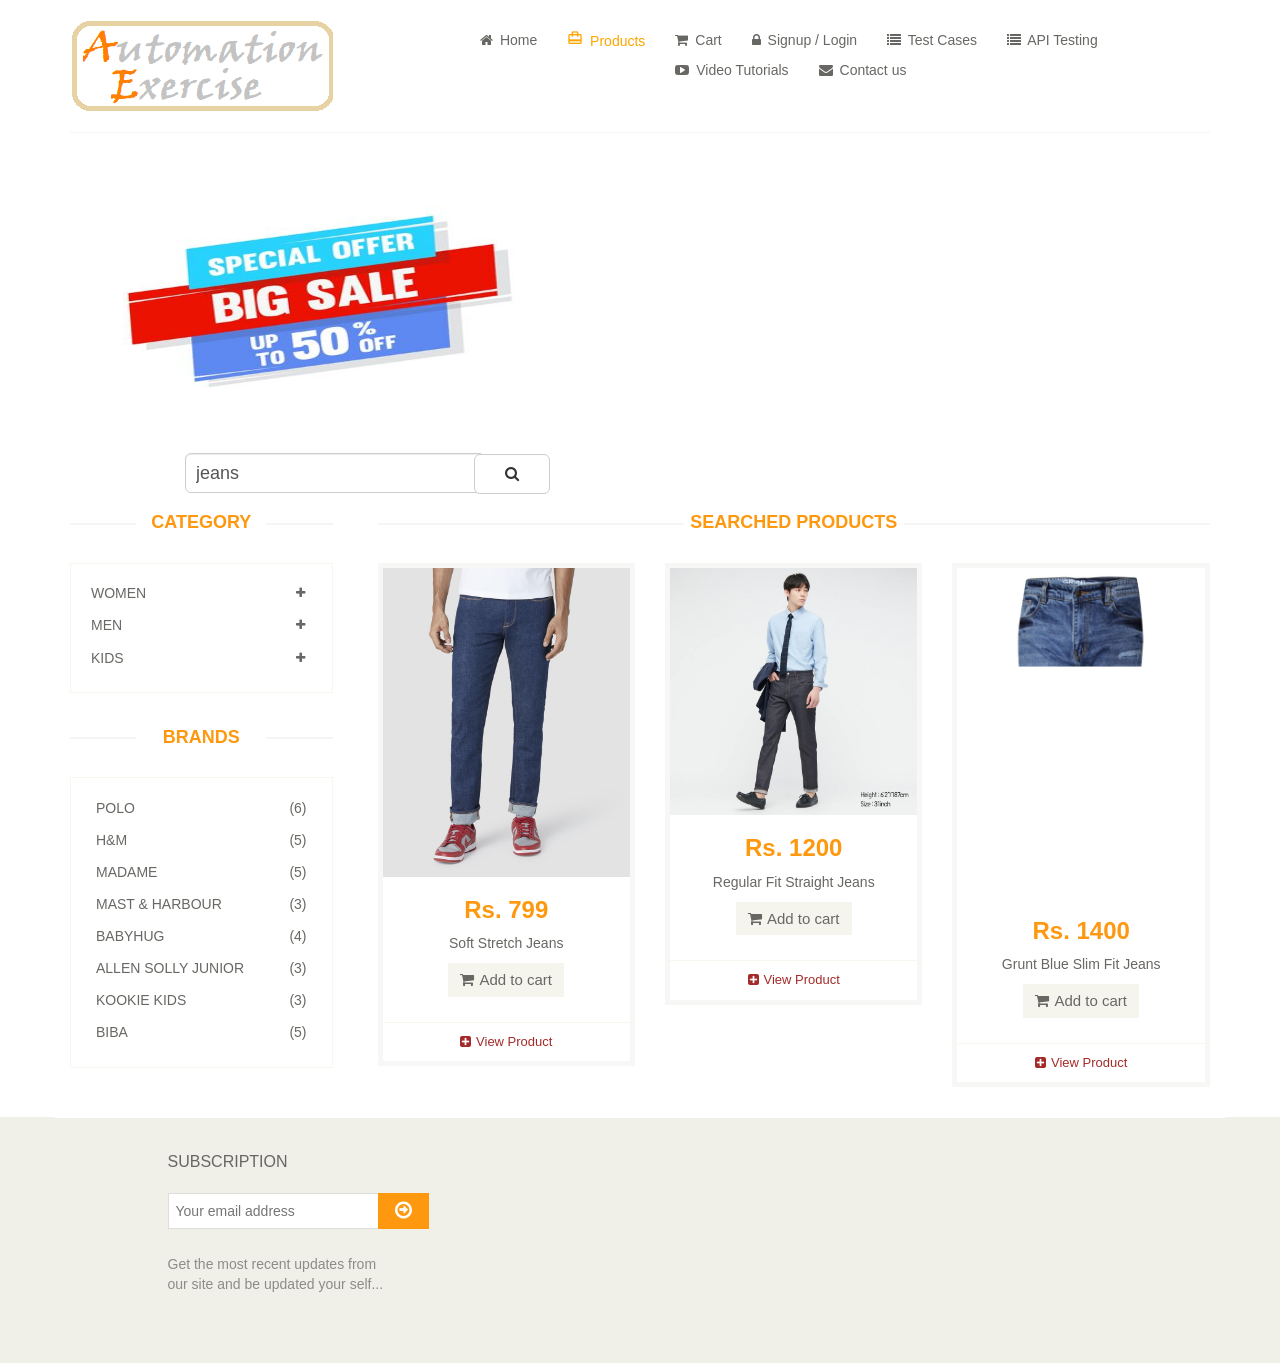 Automation
Exercise
Home
Products
Cart
Signup / Login
Test Cases
API Testing
Video Tutorials
Contact us
SPECIAL OFFER
BIG SALE
UP TO 50% OFF
jeans
CATEGORY
WOMEN
MEN
KIDS
BRANDS
POLO (6)
H&M (5)
MADAME (5)
MAST & HARBOUR (3)
BABYHUG (4)
ALLEN SOLLY JUNIOR (3)
KOOKIE KIDS (3)
BIBA (5)
SEARCHED PRODUCTS
Rs. 799
Soft Stretch Jeans
Add to cart
View Product
Height : 6'2"/187cm
Size : 31inch
Rs. 1200
Regular Fit Straight Jeans
Add to cart
View Product
Rs. 1400
Grunt Blue Slim Fit Jeans
Add to cart
View Product
SUBSCRIPTION
Your email address
Get the most recent updates from
our site and be updated your self...